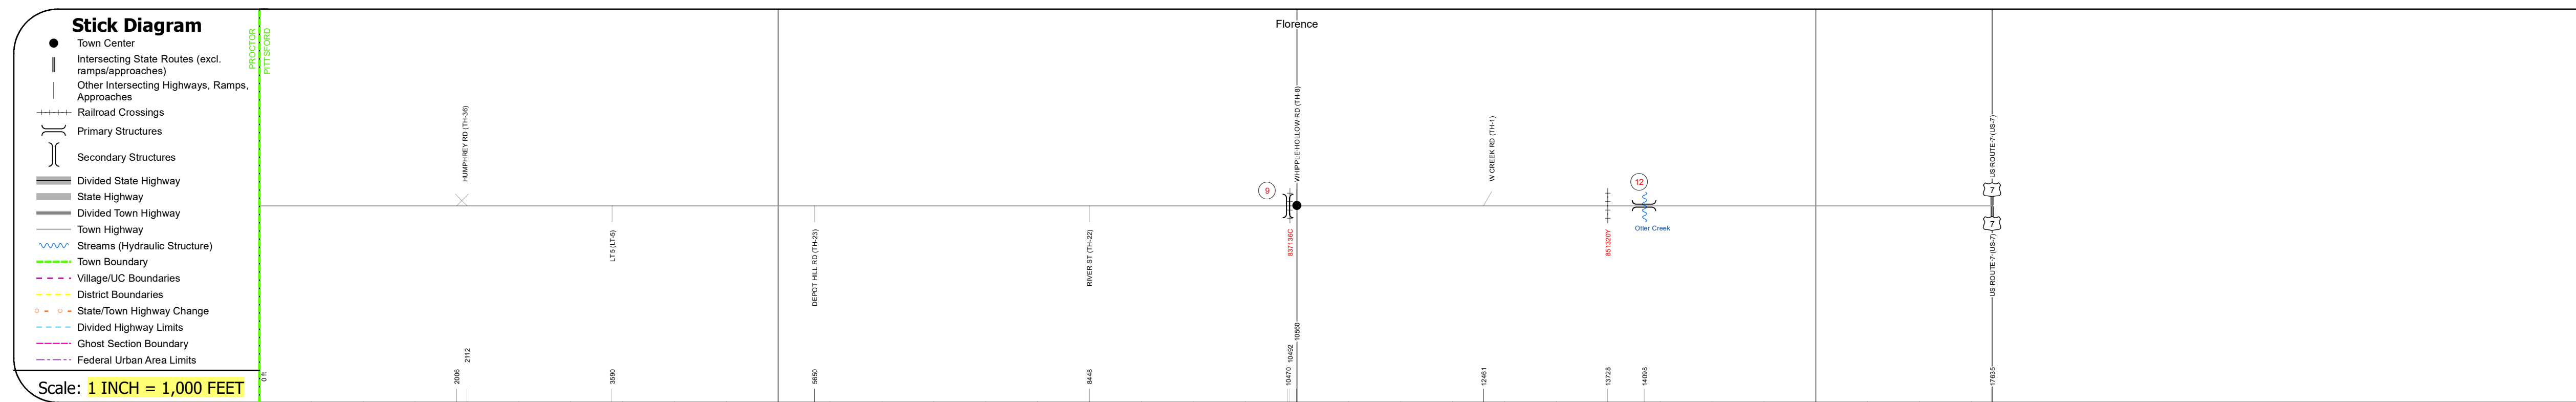 Stick Diagram
Town Center
Intersecting State Routes (excl.
ramps/approaches)
Other Intersecting Highways, Ramps,
Approaches
Railroad Crossings
Primary Structures
Secondary Structures
Divided State Highway
State Highway
Divided Town Highway
Town Highway
Streams (Hydraulic Structure)
Town Boundary
Village/UC Boundaries
District Boundaries
State/Town Highway Change
Divided Highway Limits
Ghost Section Boundary
Federal Urban Area Limits
Scale: 1 INCH = 1,000 FEET
PROCTOR
PITTSFORD
0 ft
HUMPHREY RD (TH-36)
2006
2112
LT 5 (LT-5)
3590
DEPOT HILL RD (TH-23)
5650
RIVER ST (TH-22)
8448
Florence
WHIPPLE HOLLOW RD (TH-8)
9
837136C
10470
10492
10560
W CREEK RD (TH-1)
12461
851320Y
13728
12
Otter Creek
14098
US ROUTE 7 (US-7)
7
7
US ROUTE 7 (US-7)
17635